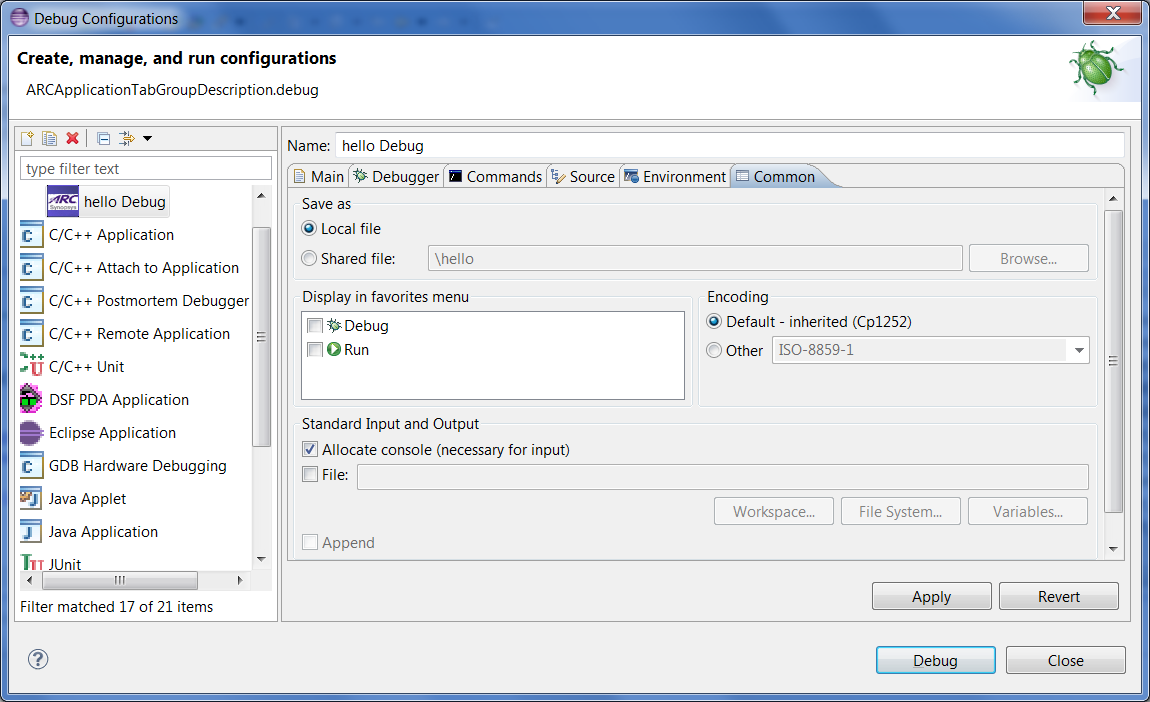 Debug Configurations
Create, manage, and run configurations
ARCApplicationTabGroupDescription.debug
type filter text
ARC
Synopsys
hello Debug
C/C++ Application
C/C++ Attach to Application
C/C++ Postmortem Debugger
C/C++ Remote Application
C/C++ Unit
DSF PDA Application
Eclipse Application
GDB Hardware Debugging
Java Applet
Java Application
JUnit
Filter matched 17 of 21 items
Name: hello Debug
Main Debugger Commands Source Environment Common
Save as
Local file
Shared file: \hello Browse...
Display in favorites menu
Debug
Run
Encoding
Default - inherited (Cp1252)
Other ISO-8859-1
Standard Input and Output
Allocate console (necessary for input)
File:
Workspace... File System... Variables...
Append
Apply Revert
Debug Close